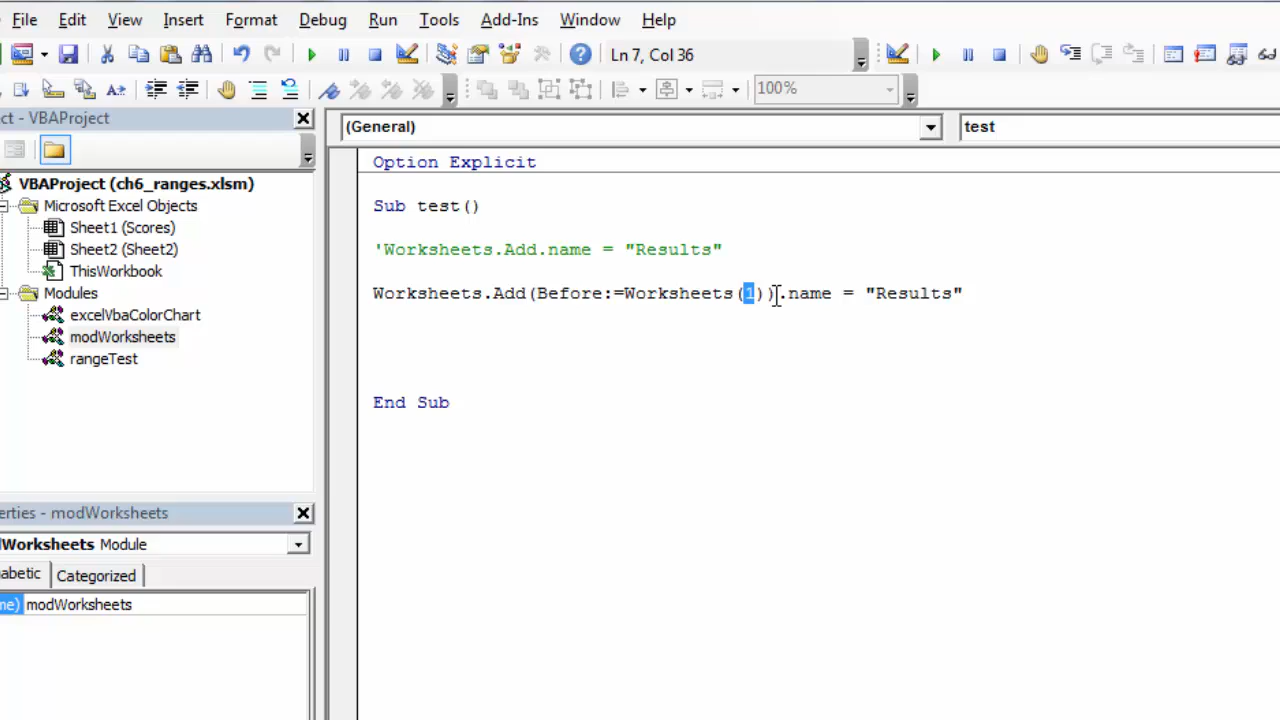 File Edit View Insert Format Debug Run Tools Add-Ins Window Help
Ln 7, Col 36
100%
ct - VBAProject
(General) test
VBAProject (ch6_ranges.xlsm)
Microsoft Excel Objects
Sheet1 (Scores)
Sheet2 (Sheet2)
ThisWorkbook
Modules
excelVbaColorChart
modWorksheets
rangeTest
Option Explicit
Sub test()
'Worksheets.Add.name = "Results"
Worksheets.Add(Before:=Worksheets(1)).name = "Results"
End Sub
erties - modWorksheets
lWorksheets Module
abetic Categorized
me) modWorksheets